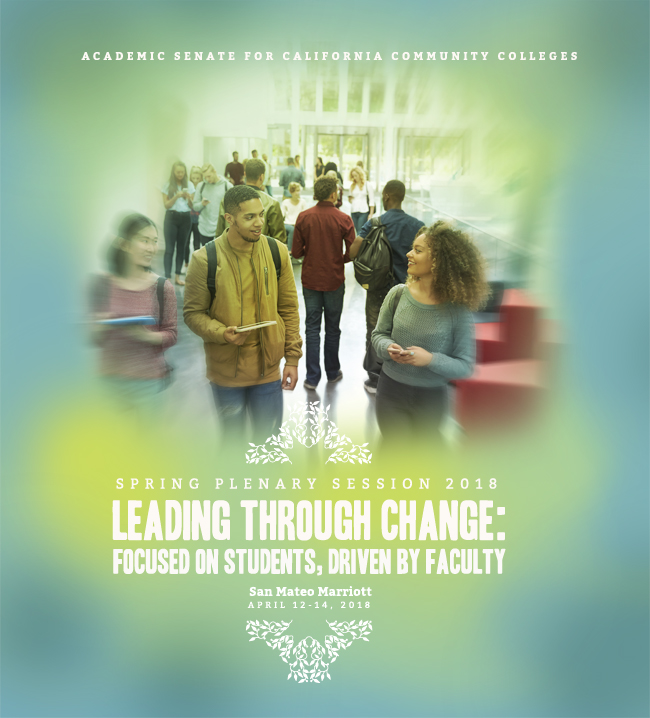 ACADEMIC SENATE FOR CALIFORNIA COMMUNITY COLLEGES
SPRING PLENARY SESSION 2018
LEADING THROUGH CHANGE:
FOCUSED ON STUDENTS, DRIVEN BY FACULTY
San Mateo Marriott
APRIL 12-14, 2018